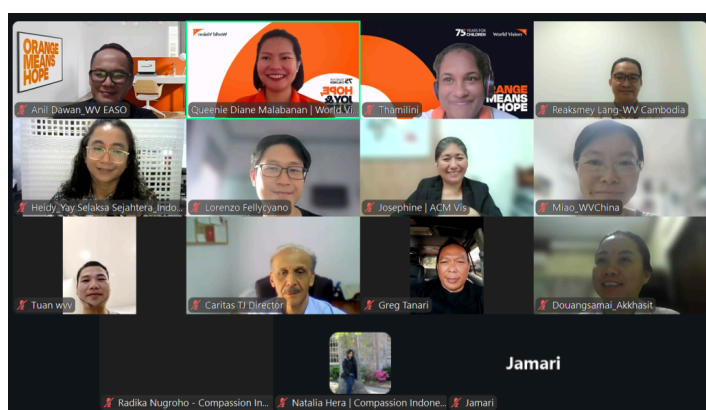 ORANGE
MEANS
HOPE
Anil Dawan_WV EASO
World Vision
HOPE,
JOY &
Queenie Diane Malabanan | World Vi
75 YEARS FOR CHILDREN World Vision
ORANGE
MEANS
HOPE
Thamilini
Reaksmey Lang-WV Cambodia
Heidy_Yay Selaksa Sejahtera_Indo...
Lorenzo Fellycyano
Josephine | ACM Vis
Miao_WVChina
Tuan wvv
Caritas TJ Director
Greg Tanari
Douangsamai_Akkhasit
Jamari
Radika Nugroho - Compassion In...
Natalia Hera | Compassion Indone...
Jamari